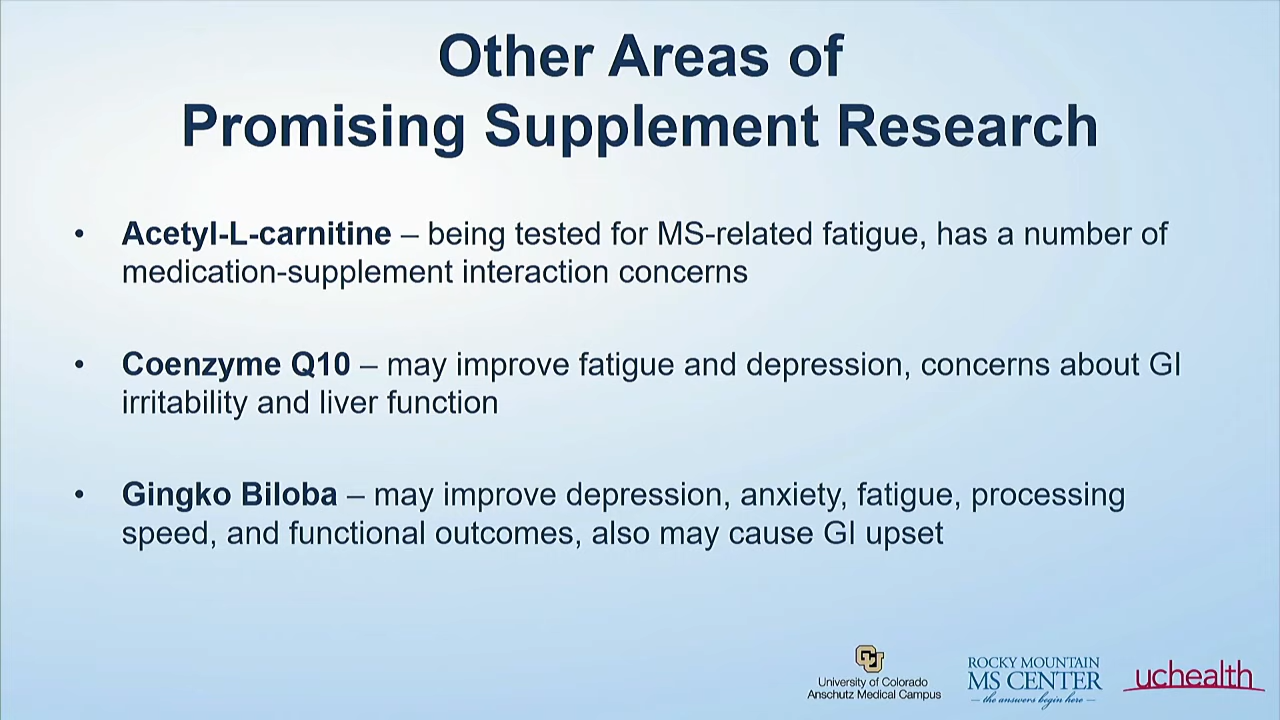 Other Areas of
Promising Supplement Research
• Acetyl-L-carnitine – being tested for MS-related fatigue, has a number of
medication-supplement interaction concerns
• Coenzyme Q10 – may improve fatigue and depression, concerns about GI
irritability and liver function
• Gingko Biloba – may improve depression, anxiety, fatigue, processing
speed, and functional outcomes, also may cause GI upset
CU
University of Colorado
Anschutz Medical Campus
ROCKY MOUNTAIN
MS CENTER
— the answers begin here —
uchealth